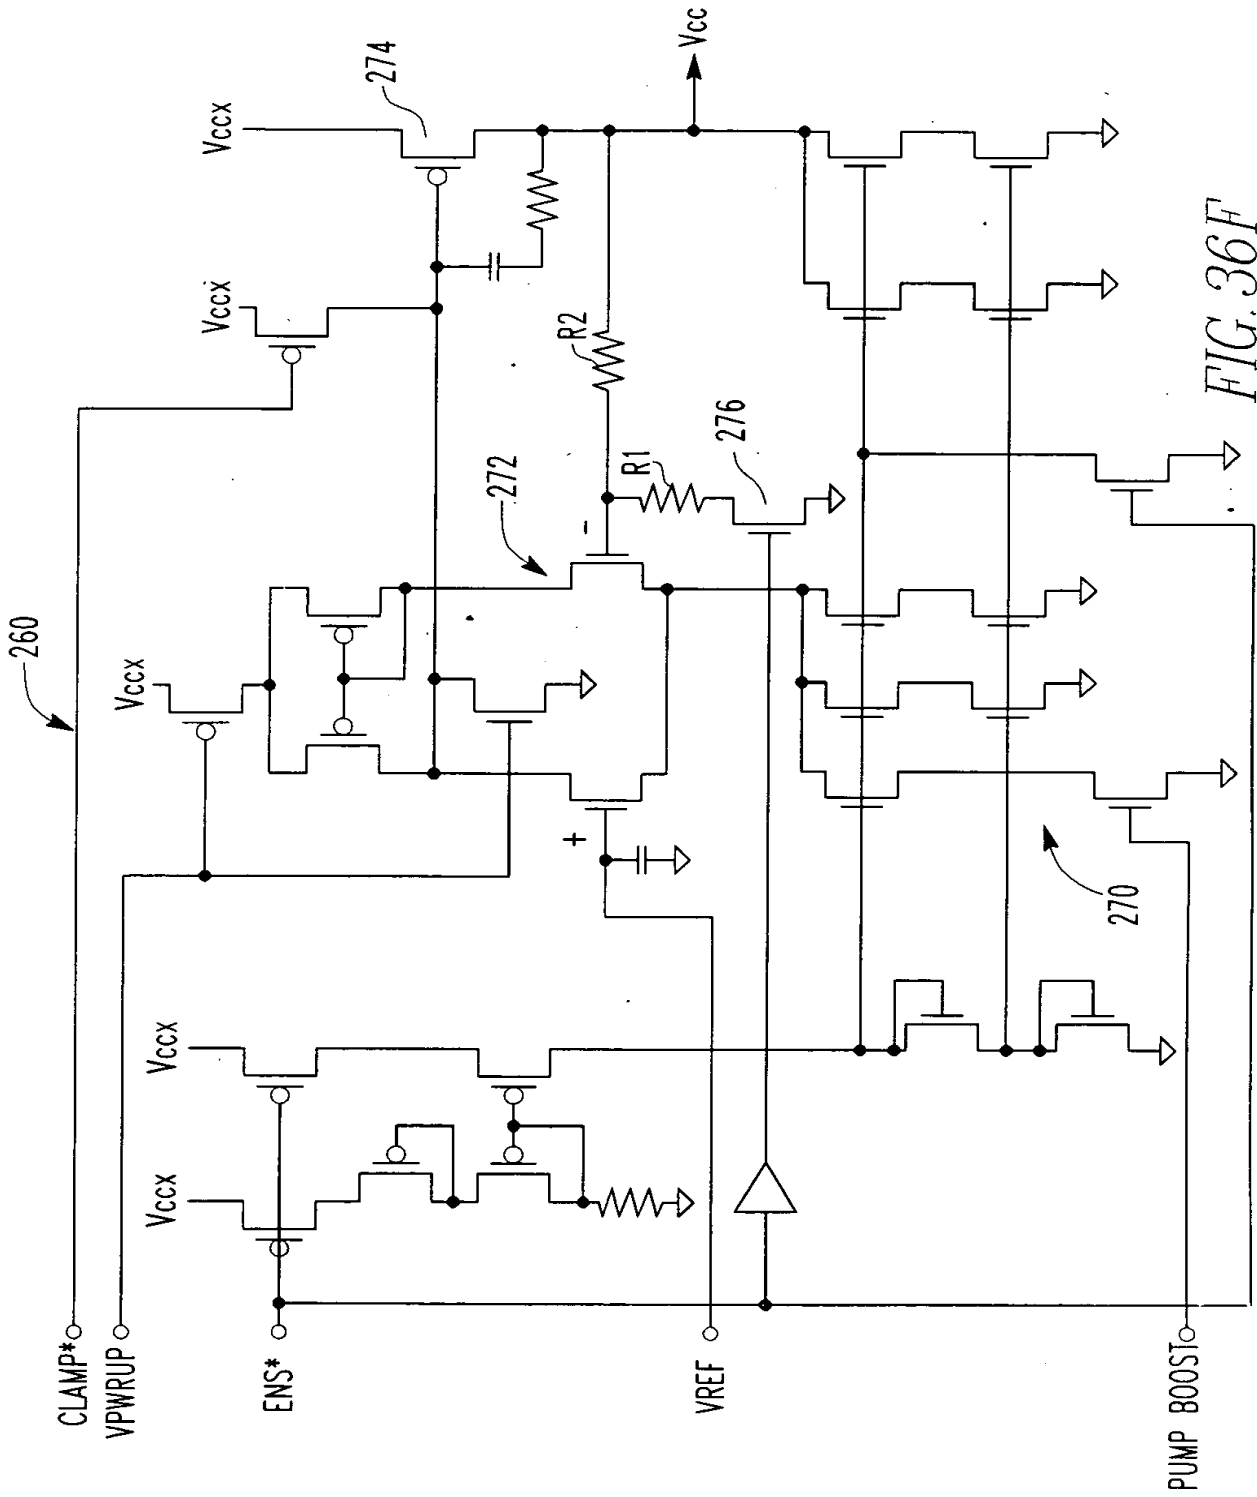 CLAMP*
VPWRUP
ENS*
VREF
PUMP BOOST
260
Vccx
Vccx
Vccx
Vccx
Vccx
274
272
R2
R1
276
Vcc
270
+
-
FIG. 36F